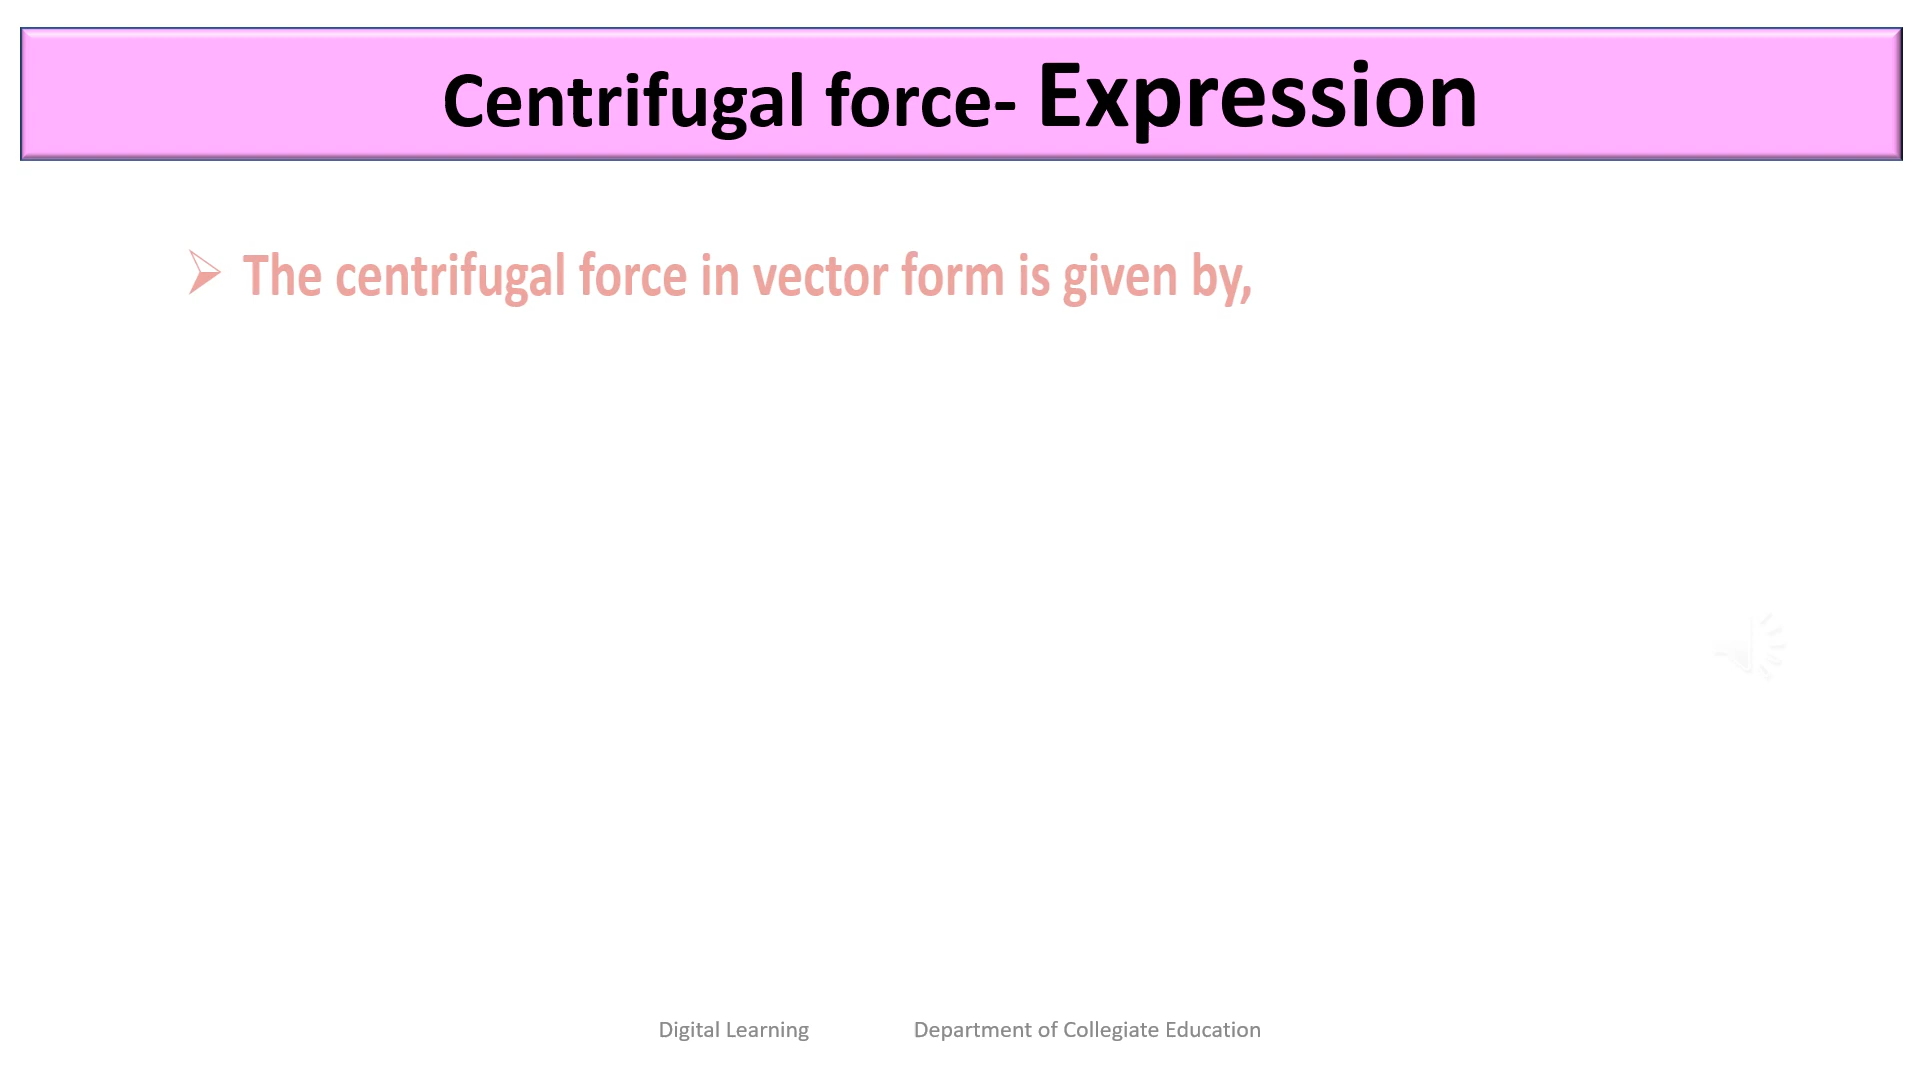 Centrifugal force- Expression
The centrifugal force in vector form is given by,
Digital Learning Department of Collegiate Education